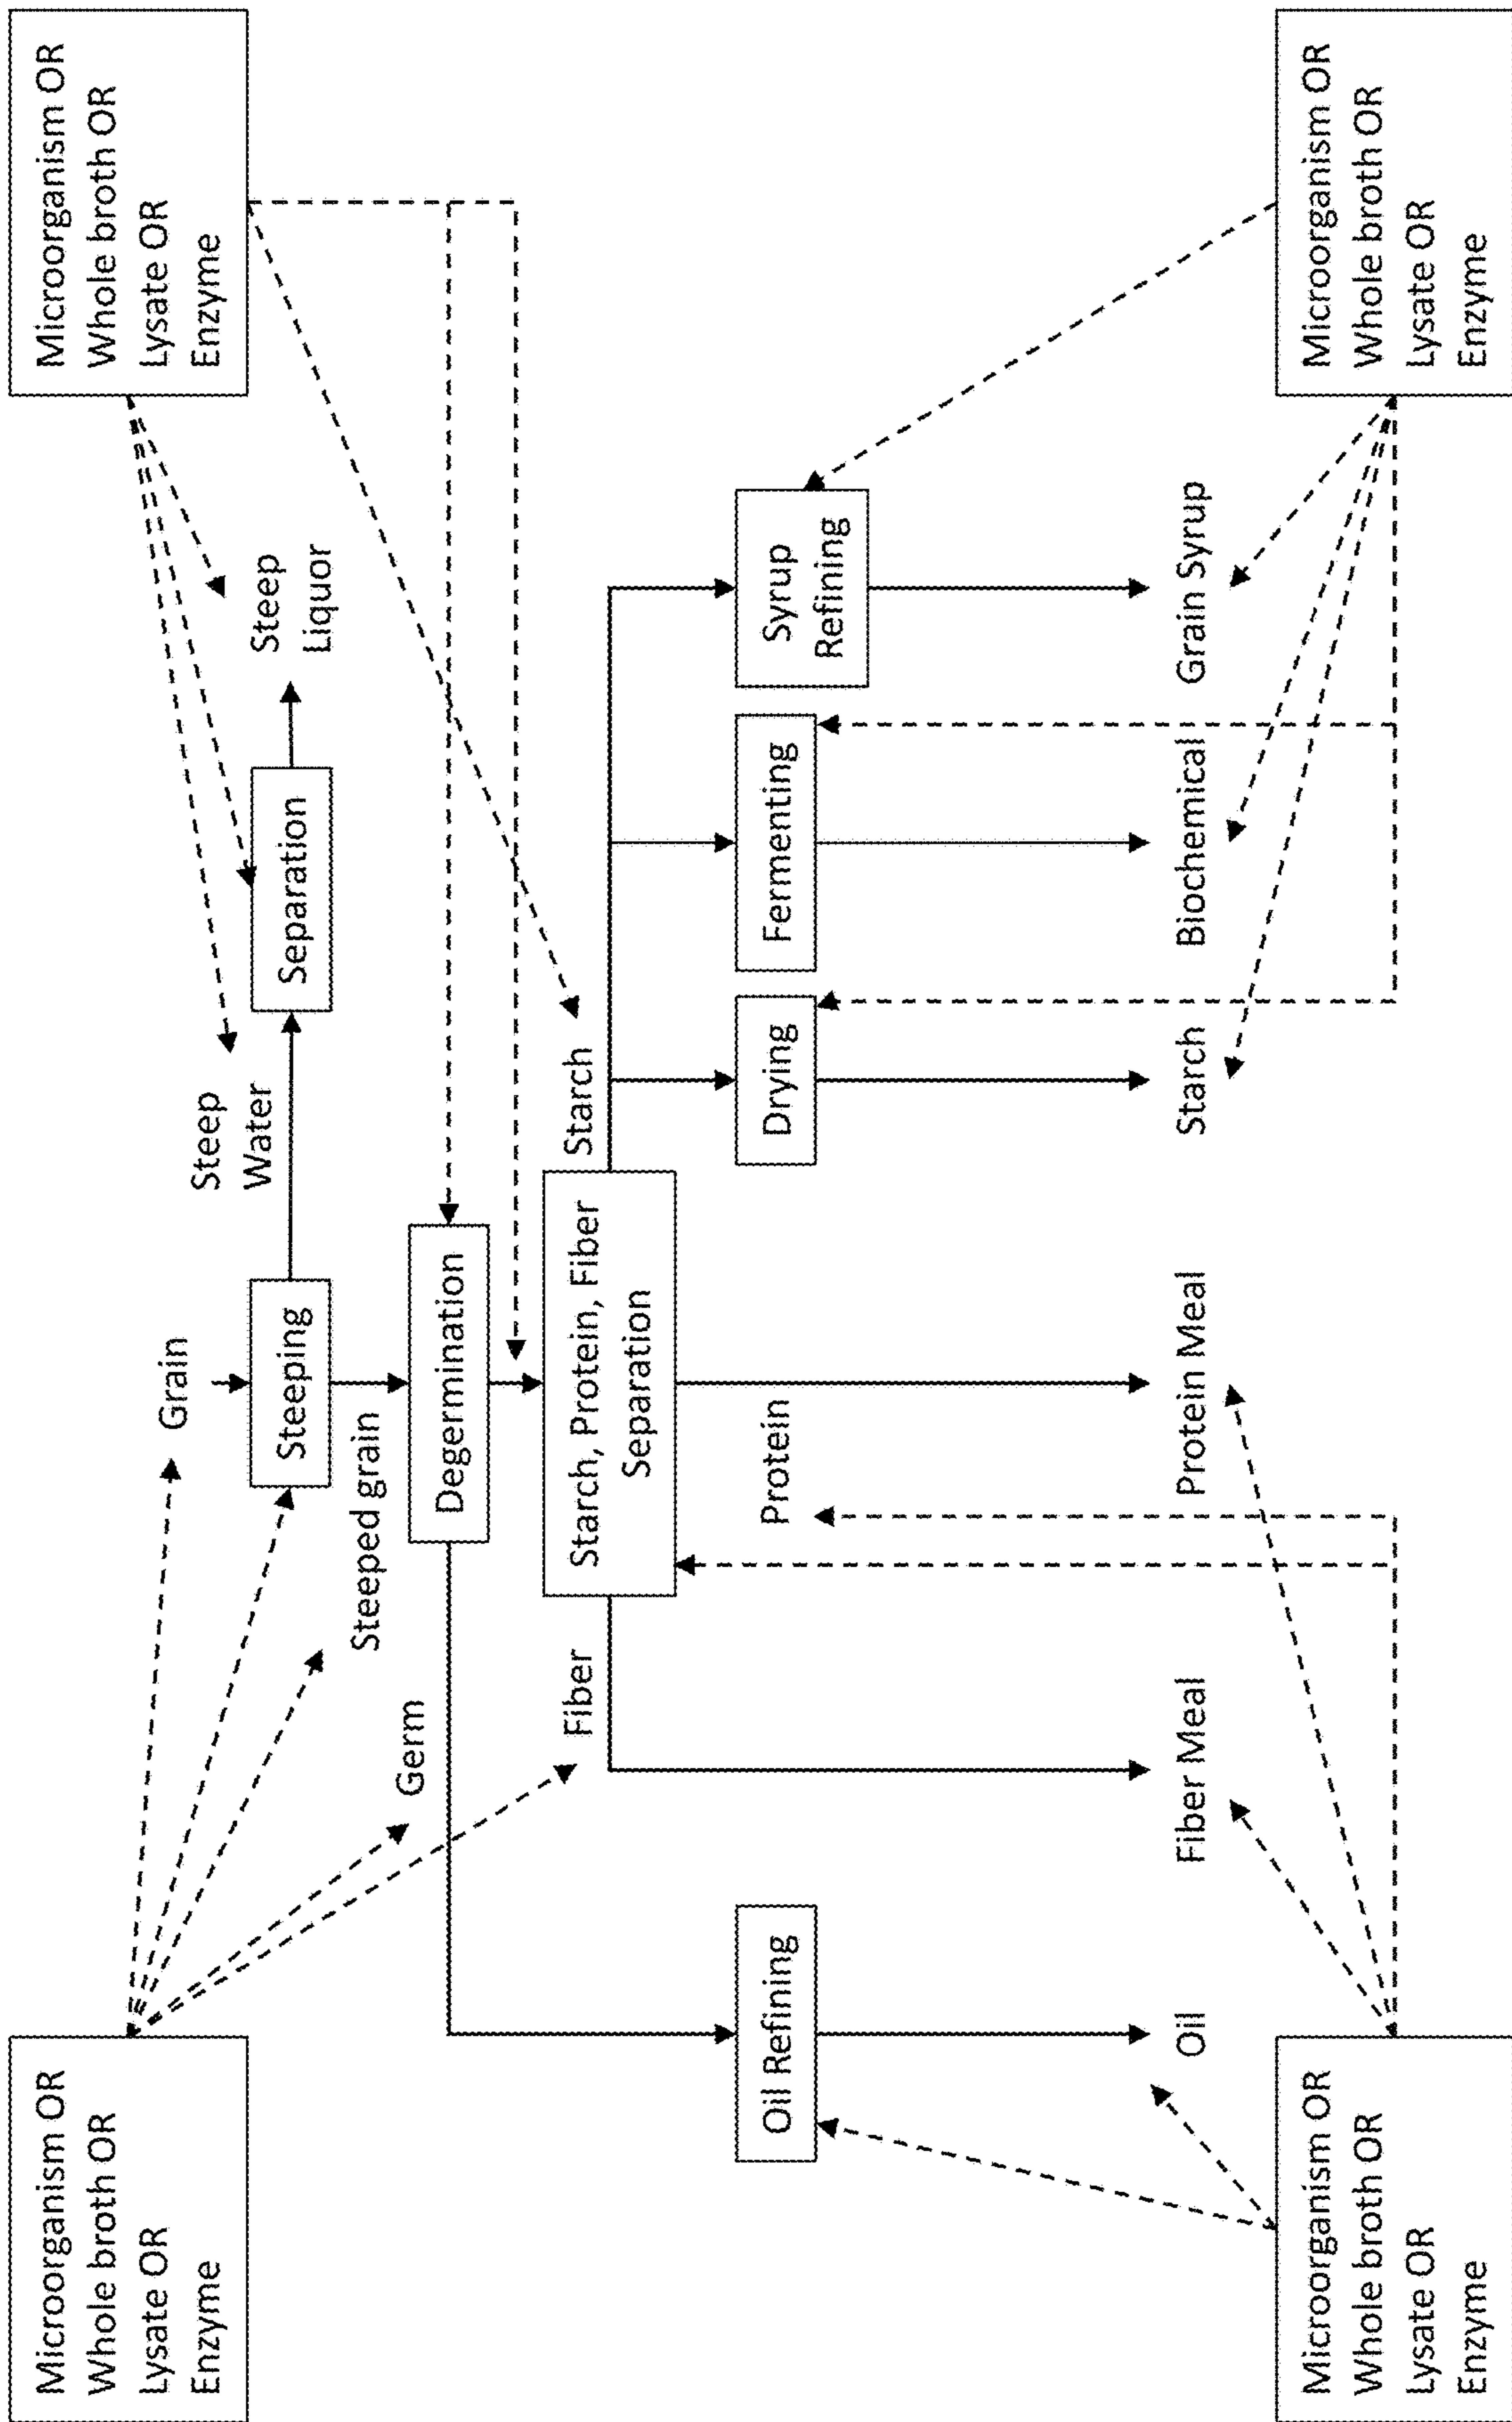 Microorganism OR
Whole broth OR
Lysate OR
Enzyme
Microorganism OR
Whole broth OR
Lysate OR
Enzyme
Grain
Steeping
Steep
Water
Separation
Steep
Liquor
Steeped grain
Germ
Degermination
Fiber
Starch, Protein, Fiber
Separation
Starch
Oil Refining
Protein
Drying
Fermenting
Syrup
Refining
Oil
Fiber Meal
Protein Meal
Starch
Biochemical
Grain Syrup
Microorganism OR
Whole broth OR
Lysate OR
Enzyme
Microorganism OR
Whole broth OR
Lysate OR
Enzyme